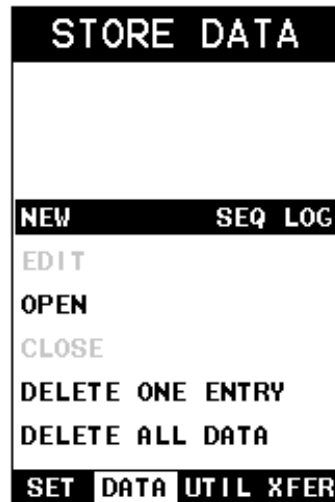 STORE DATA
NEW SEQ LOG
EDIT
OPEN
CLOSE
DELETE ONE ENTRY
DELETE ALL DATA
SET DATA UTIL XFER